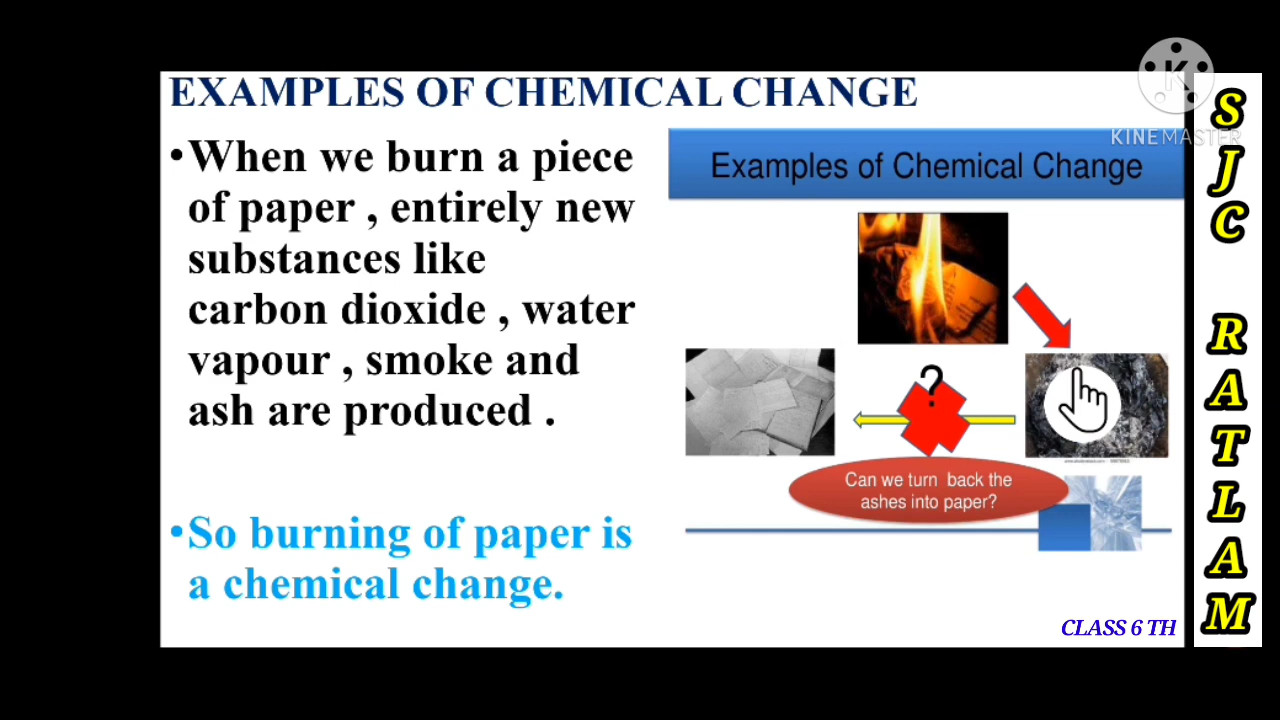 EXAMPLES OF CHEMICAL CHANGE
•When we burn a piece
of paper , entirely new
substances like
carbon dioxide , water
vapour , smoke and
ash are produced .
•So burning of paper is
a chemical change.
Examples of Chemical Change
?
Can we turn back the
ashes into paper?
CLASS 6 TH
K
KINEMASTER
SJC
RATLAM